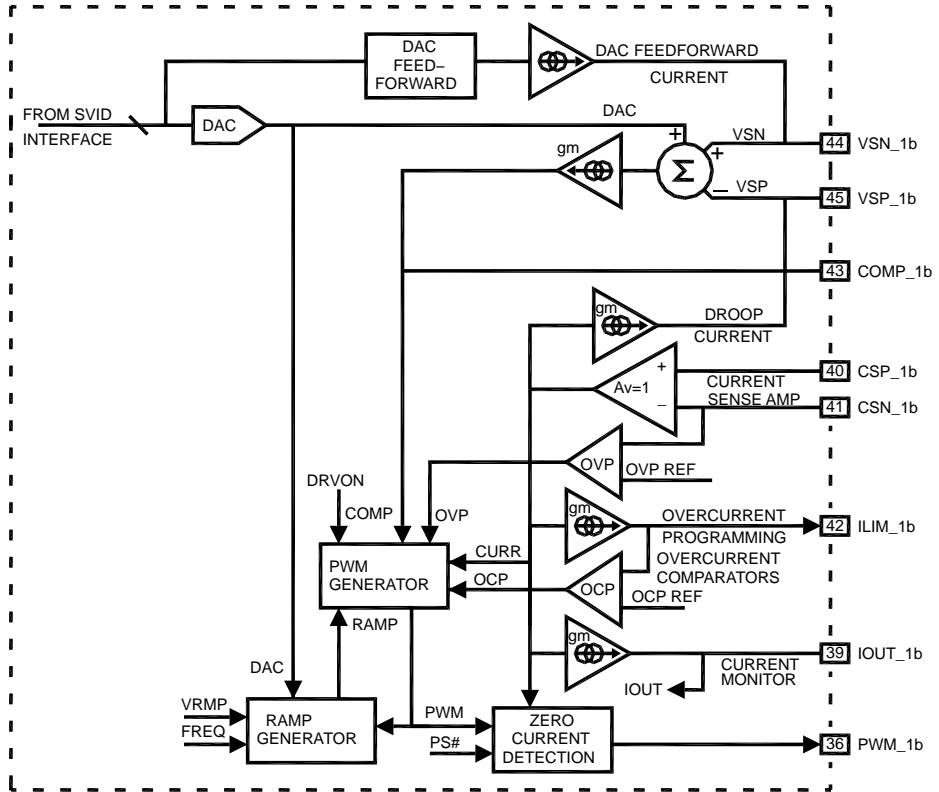 DAC
FEED–
FORWARD
DAC FEEDFORWARD
CURRENT
FROM SVID
INTERFACE
DAC
DAC
VSN
44 VSN_1b
gm
+
+
Σ
–
VSP
45 VSP_1b
43 COMP_1b
gm
DROOP
CURRENT
+
40 CSP_1b
Av=1
CURRENT
SENSE AMP
–
41 CSN_1b
OVP
OVP REF
DRVON
COMP
OVP
gm
OVERCURRENT
42 ILIM_1b
PROGRAMMING
OVERCURRENT
COMPARATORS
CURR
PWM
GENERATOR
OCP
OCP
OCP REF
RAMP
gm
39 IOUT_1b
CURRENT
MONITOR
IOUT
DAC
VRMP
FREQ
RAMP
GENERATOR
PWM
PS#
ZERO
CURRENT
DETECTION
36 PWM_1b